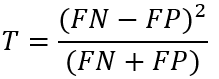 T = (FN − FP)² / (FN + FP)